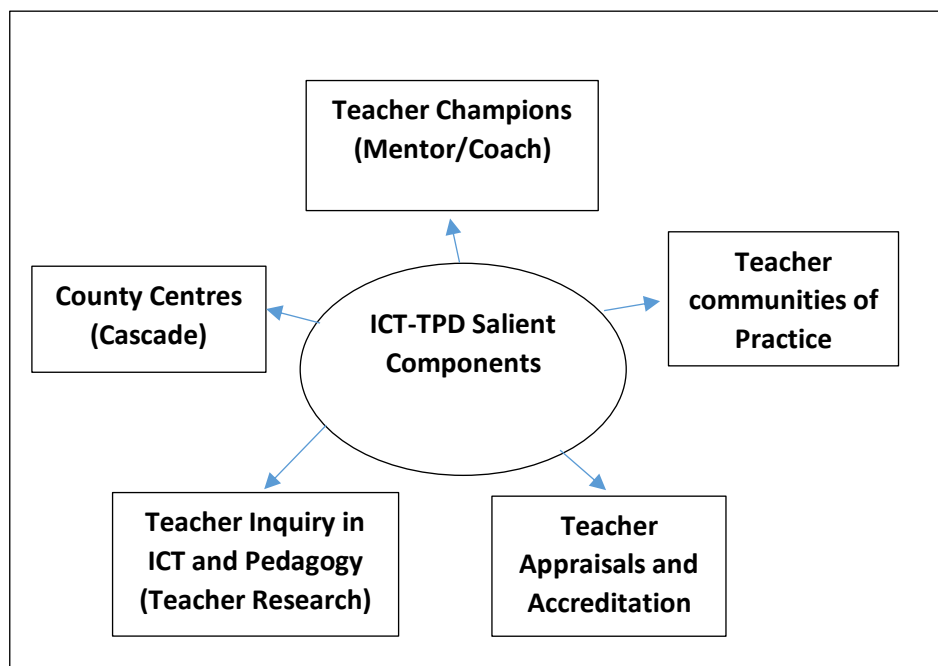 Teacher Champions
(Mentor/Coach)
Teacher
communities of
Practice
County Centres
(Cascade)
ICT-TPD Salient
Components
Teacher Inquiry in
ICT and Pedagogy
(Teacher Research)
Teacher
Appraisals and
Accreditation